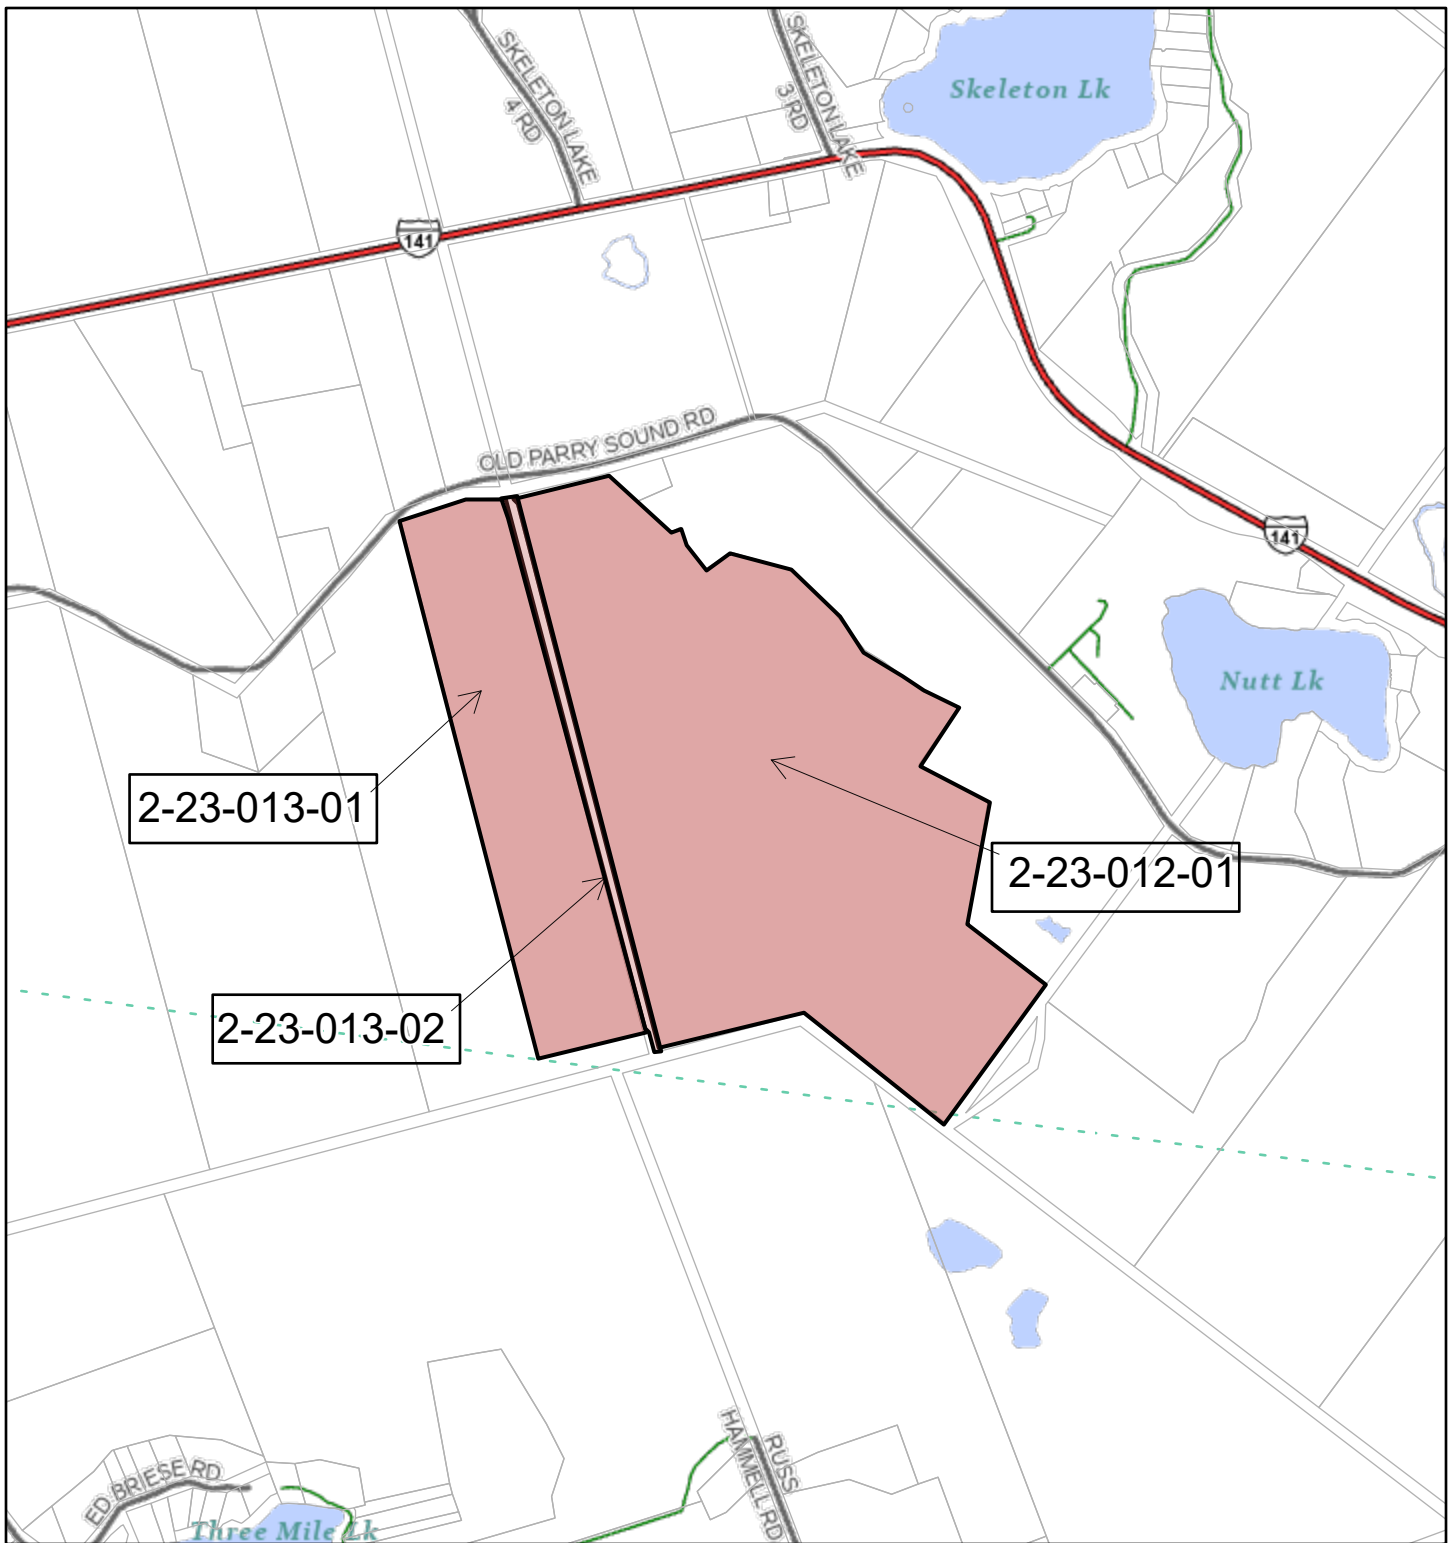 SKELETON LAKE
4 RD
SKELETON LAKE
3 RD
Skeleton Lk
141
OLD PARRY SOUND RD
141
Nutt Lk
2-23-013-01
2-23-012-01
2-23-013-02
ED BRIESE RD
RUSS
HAMMELL RD
Three Mile Lk